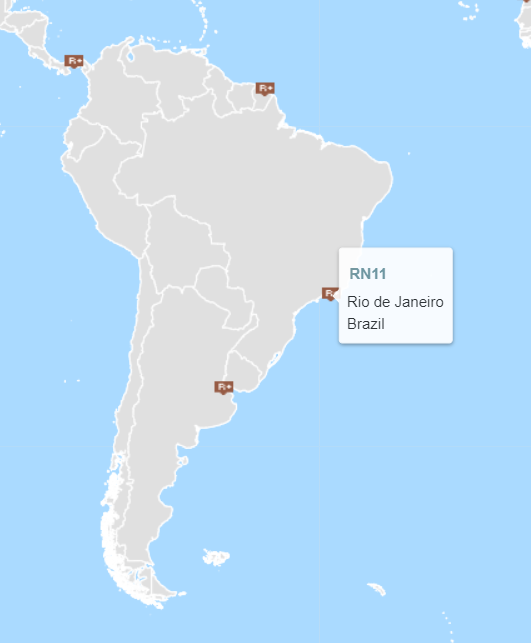 R+
R+
RN11
Rio de Janeiro
Brazil
R+